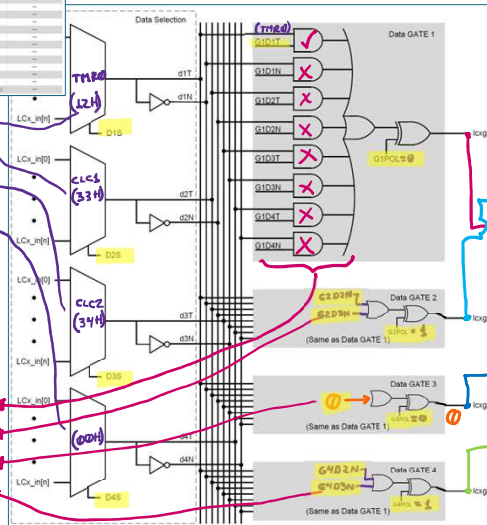 Data Selection
TMR0
(12H)
LCx_in[n]
D1S
d1T
d1N
LCx_in[0]
CLC1
(33H)
LCx_in[n]
D2S
d2T
d2N
LCx_in[0]
CLC2
(34H)
LCx_in[n]
D3S
d3T
d3N
LCx_in[0]
(00H)
LCx_in[n]
D4S
d4T
d4N
(TMR0)
Data GATE 1
G1D1T
G1D1N
G1D2T
G1D2N
G1D3T
G1D3N
G1D4T
G1D4N
G1POL=0
lcxg
Data GATE 2
G2D2N
G2D3N
G2POL = 1
(Same as Data GATE 1)
lcxg
Data GATE 3
0
G3POL = 0
(Same as Data GATE 1)
0
lcxg
Data GATE 4
G4D2N
G4D3N
G4POL = 1
(Same as Data GATE 1)
lcxg